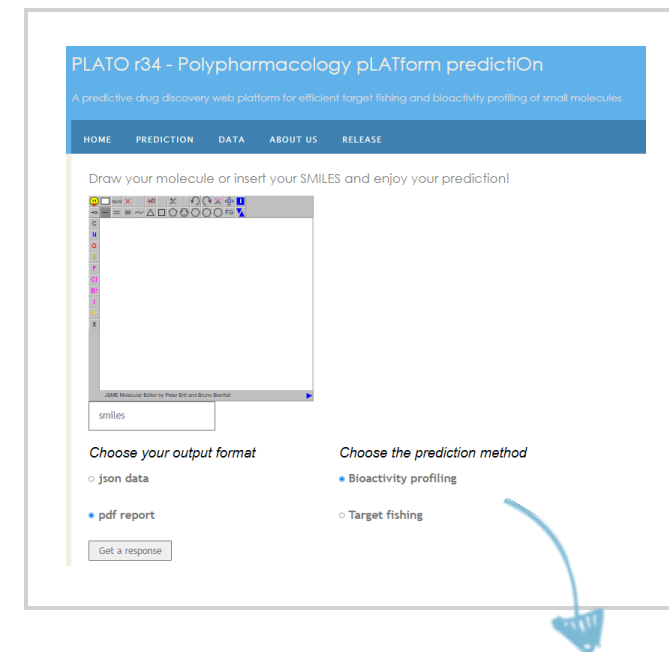 PLATO r34 - Polypharmacology pLATform predictiOn
A predictive drug discovery web platform for efficient target fishing and bioactivity profiling of small molecules
HOME PREDICTION DATA ABOUT US RELEASE
Draw your molecule or insert your SMILES and enjoy your prediction!
FG
C
N
O
S
F
Cl
Br
I
X
JSME Molecular Editor by Peter Ertl and Bruno Bienfait
smiles
Choose your output format Choose the prediction method
json data Bioactivity profiling
pdf report Target fishing
Get a response